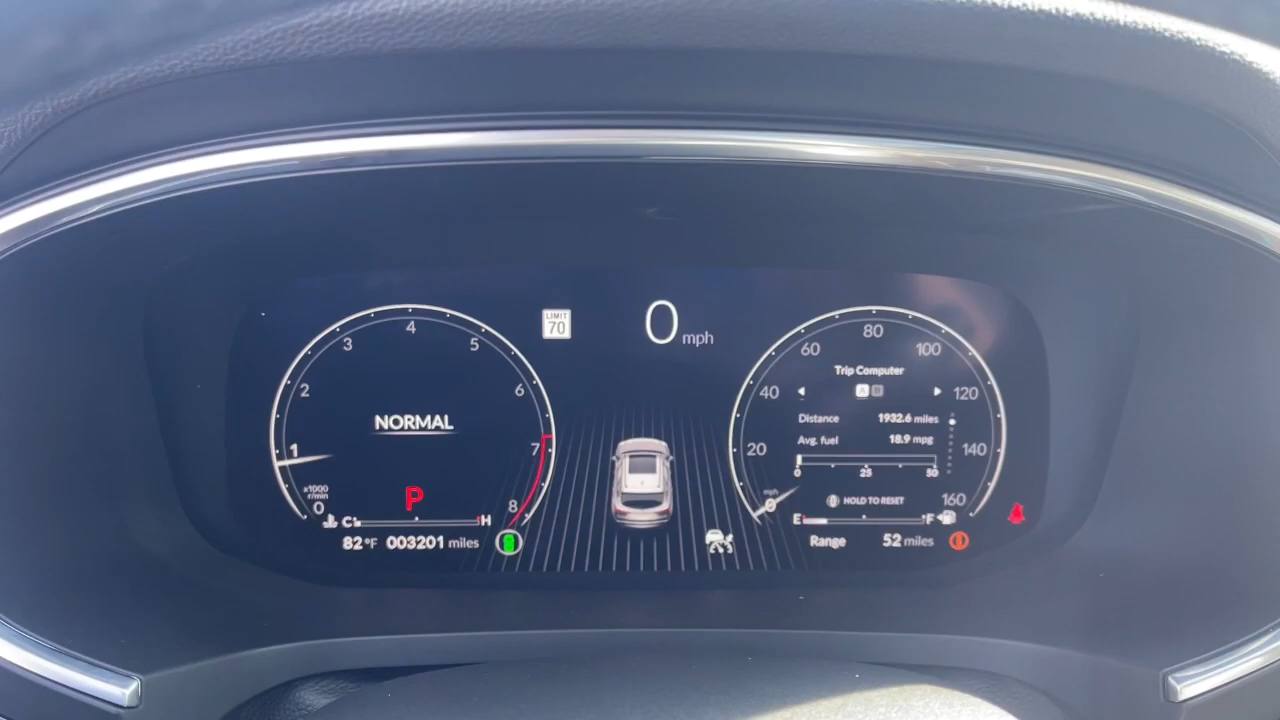 LIMIT
70
0 mph
NORMAL
0
1
2
3
4
5
6
7
8
x1000
r/min
P
C H
82°F 003201 miles
0
20
40
60
80
100
120
140
160
mph
Trip Computer
A B
Distance 1932.6 miles
Avg. fuel 18.9 mpg
0 25 50
HOLD TO RESET
E F
Range 52 miles